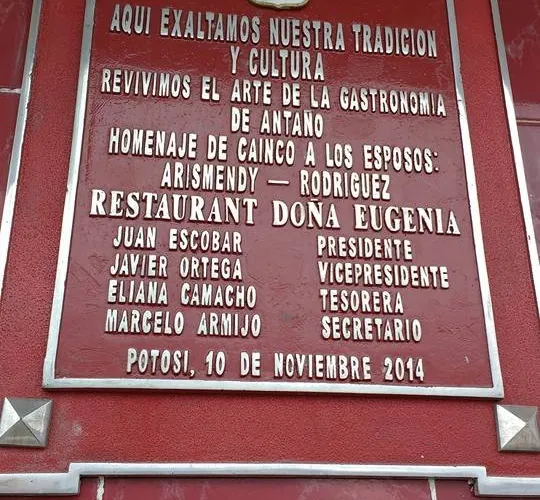 AQUI EXALTAMOS NUESTRA TRADICION
Y CULTURA
REVIVIMOS EL ARTE DE LA GASTRONOMIA
DE ANTAÑO
HOMENAJE DE CAINCO A LOS ESPOSOS:
ARISMENDY — RODRIGUEZ
RESTAURANT DOÑA EUGENIA
JUAN ESCOBAR PRESIDENTE
JAVIER ORTEGA VICEPRESIDENTE
ELIANA CAMACHO TESORERA
MARCELO ARMIJO SECRETARIO
POTOSI, 10 DE NOVIEMBRE 2014